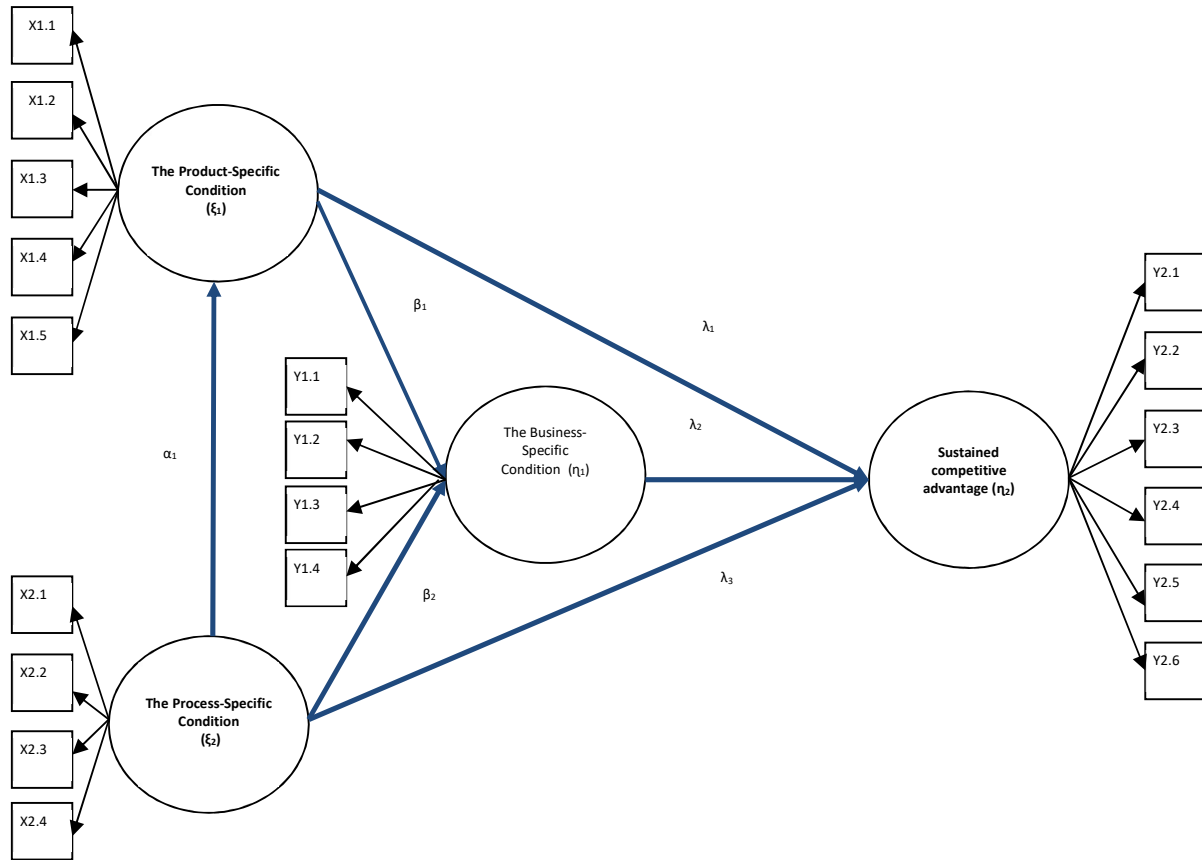 X1.1
X1.2
X1.3
X1.4
X1.5
The Product-Specific
Condition
(ξ₁)
β₁
λ₁
α₁
Y1.1
Y1.2
Y1.3
Y1.4
The Business-
Specific
Condition (η₁)
λ₂
Sustained
competitive
advantage (η₂)
Y2.1
Y2.2
Y2.3
Y2.4
Y2.5
Y2.6
β₂
λ₃
X2.1
X2.2
X2.3
X2.4
The Process-Specific
Condition
(ξ₂)